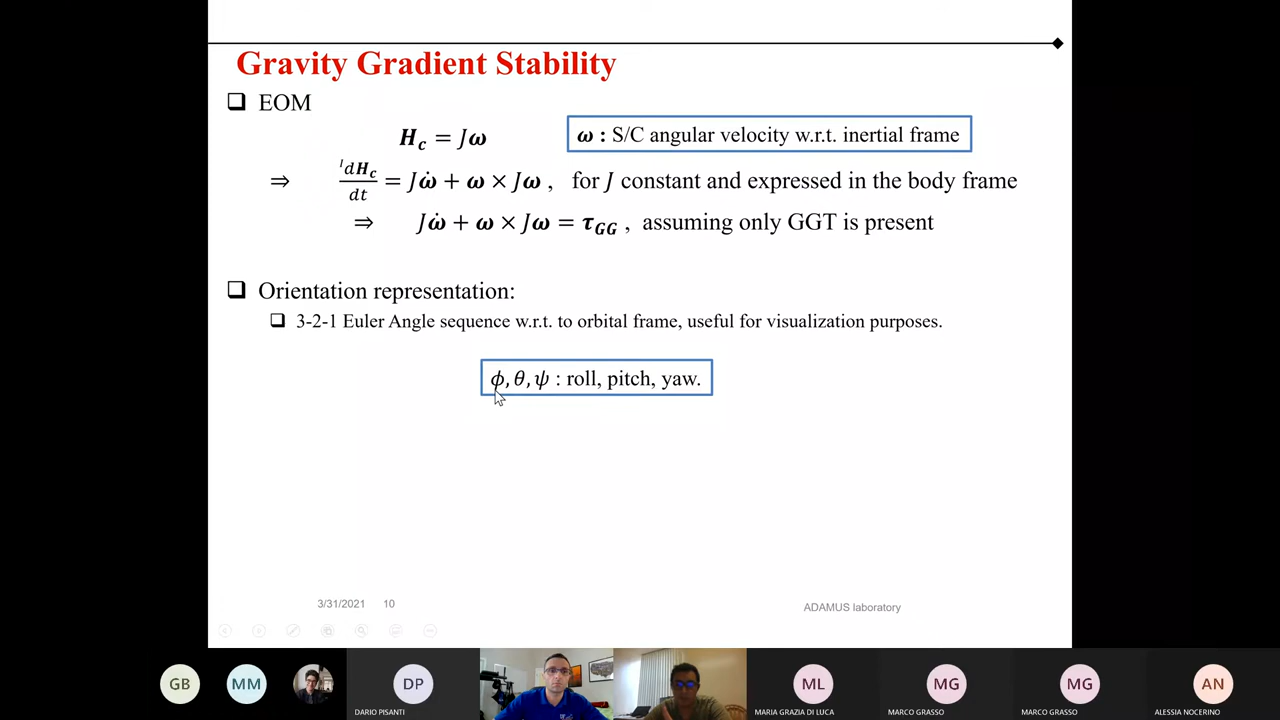 Gravity Gradient Stability
❑ EOM
𝑯𝒄 = 𝐽𝝎
𝝎 : S/C angular velocity w.r.t. inertial frame
⇒ ᴵd𝑯𝒄/dt = 𝐽𝝎̇ + 𝝎 × 𝐽𝝎 , for 𝐽 constant and expressed in the body frame
⇒ 𝐽𝝎̇ + 𝝎 × 𝐽𝝎 = 𝝉𝑮𝑮 , assuming only GGT is present
❑ Orientation representation:
❑ 3-2-1 Euler Angle sequence w.r.t. to orbital frame, useful for visualization purposes.
𝜙, 𝜃, 𝜓 : roll, pitch, yaw.
3/31/2021 10 ADAMUS laboratory
GB MM DP ML MG MG AN
DARIO PISANTI MARIA GRAZIA DI LUCA MARCO GRASSO MARCO GRASSO ALESSIA NOCERINO